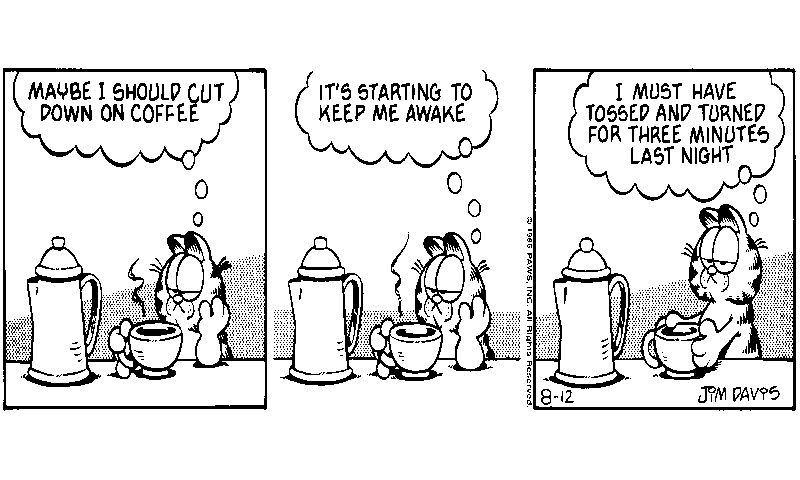 MAYBE I SHOULD CUT
DOWN ON COFFEE
IT'S STARTING TO
KEEP ME AWAKE
© 1986 PAWS, INC. All Rights Reserved.
I MUST HAVE
TOSSED AND TURNED
FOR THREE MINUTES
LAST NIGHT
8-12
JIM DAVIS